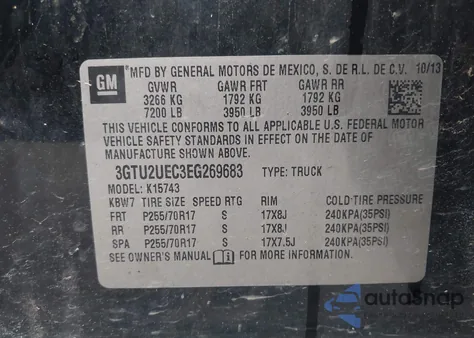 GM
MFD BY GENERAL MOTORS DE MEXICO, S. DE R.L. DE C.V. 10/13
GVWR GAWR FRT GAWR RR
3266 KG 1792 KG 1792 KG
7200 LB 3950 LB 3950 LB
THIS VEHICLE CONFORMS TO ALL APPLICABLE U.S. FEDERAL MOTOR
VEHICLE SAFETY STANDARDS IN EFFECT ON THE DATE OF
MANUFACTURE SHOWN ABOVE.
3GTU2UEC3EG269683 TYPE: TRUCK
MODEL: K15743
KBW7 TIRE SIZE SPEED RTG RIM COLD TIRE PRESSURE
FRT P255/70R17 S 17X8J 240KPA(35PSI)
RR P255/70R17 S 17X8J 240KPA(35PSI)
SPA P255/70R17 S 17X7.5J 240KPA(35PSI)
SEE OWNER'S MANUAL FOR MORE INFORMATION.
autosnap